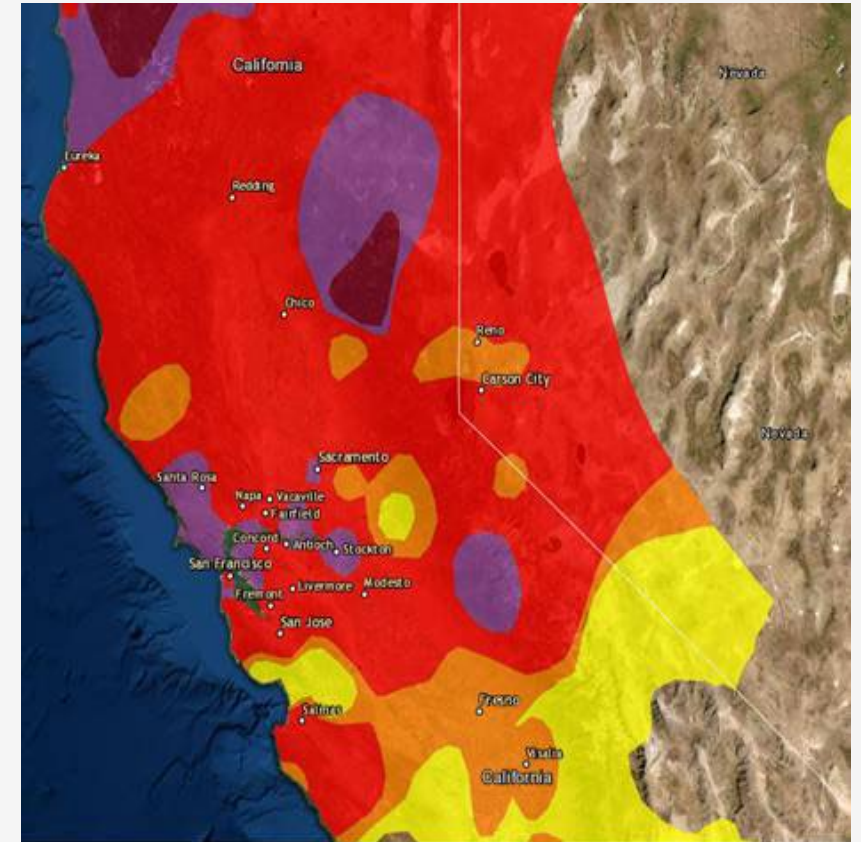 California
Nevada
Eureka
Redding
Chico
Reno
Carson City
Nevada
Sacramento
Santa Rosa
Napa
Vacaville
Fairfield
Concord
Antioch
Stockton
San Francisco
Livermore
Modesto
Fremont
San Jose
Fresno
Salinas
Visalia
California